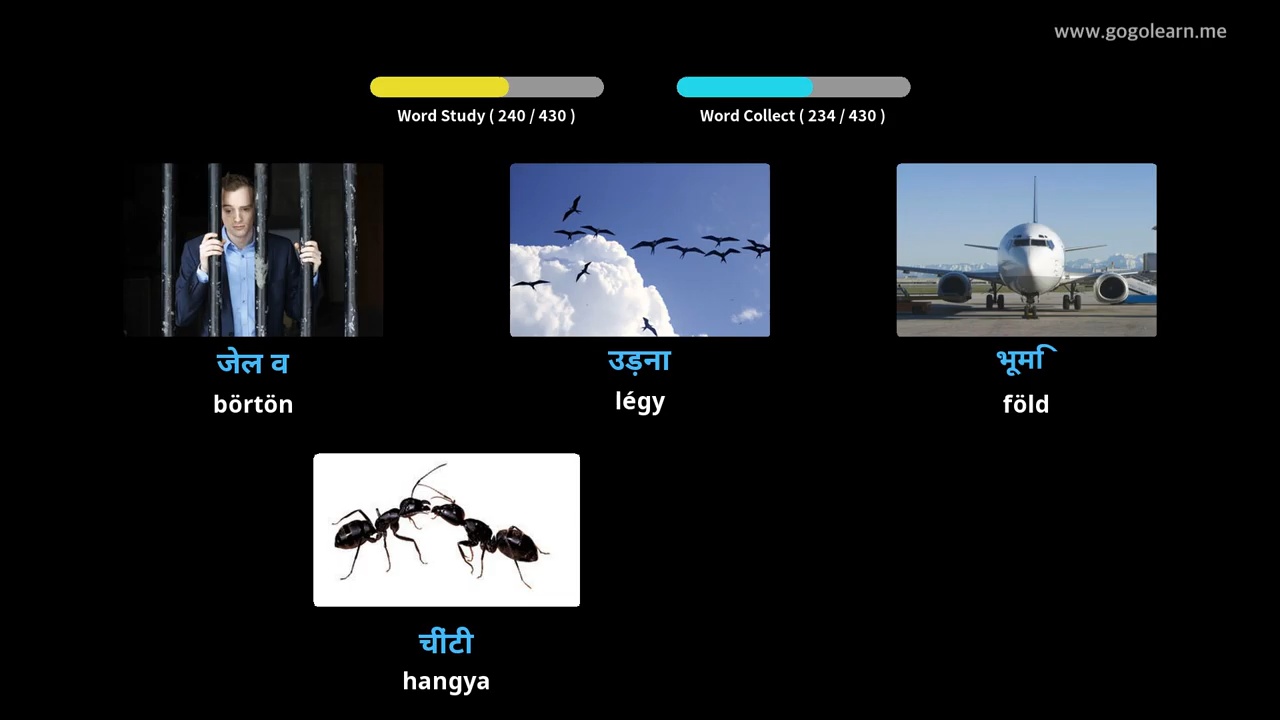 www.gogolearn.me
Word Study ( 240 / 430 )
Word Collect ( 234 / 430 )
जेल व
börtön
उड़ना
légy
भूमि
föld
चींटी
hangya